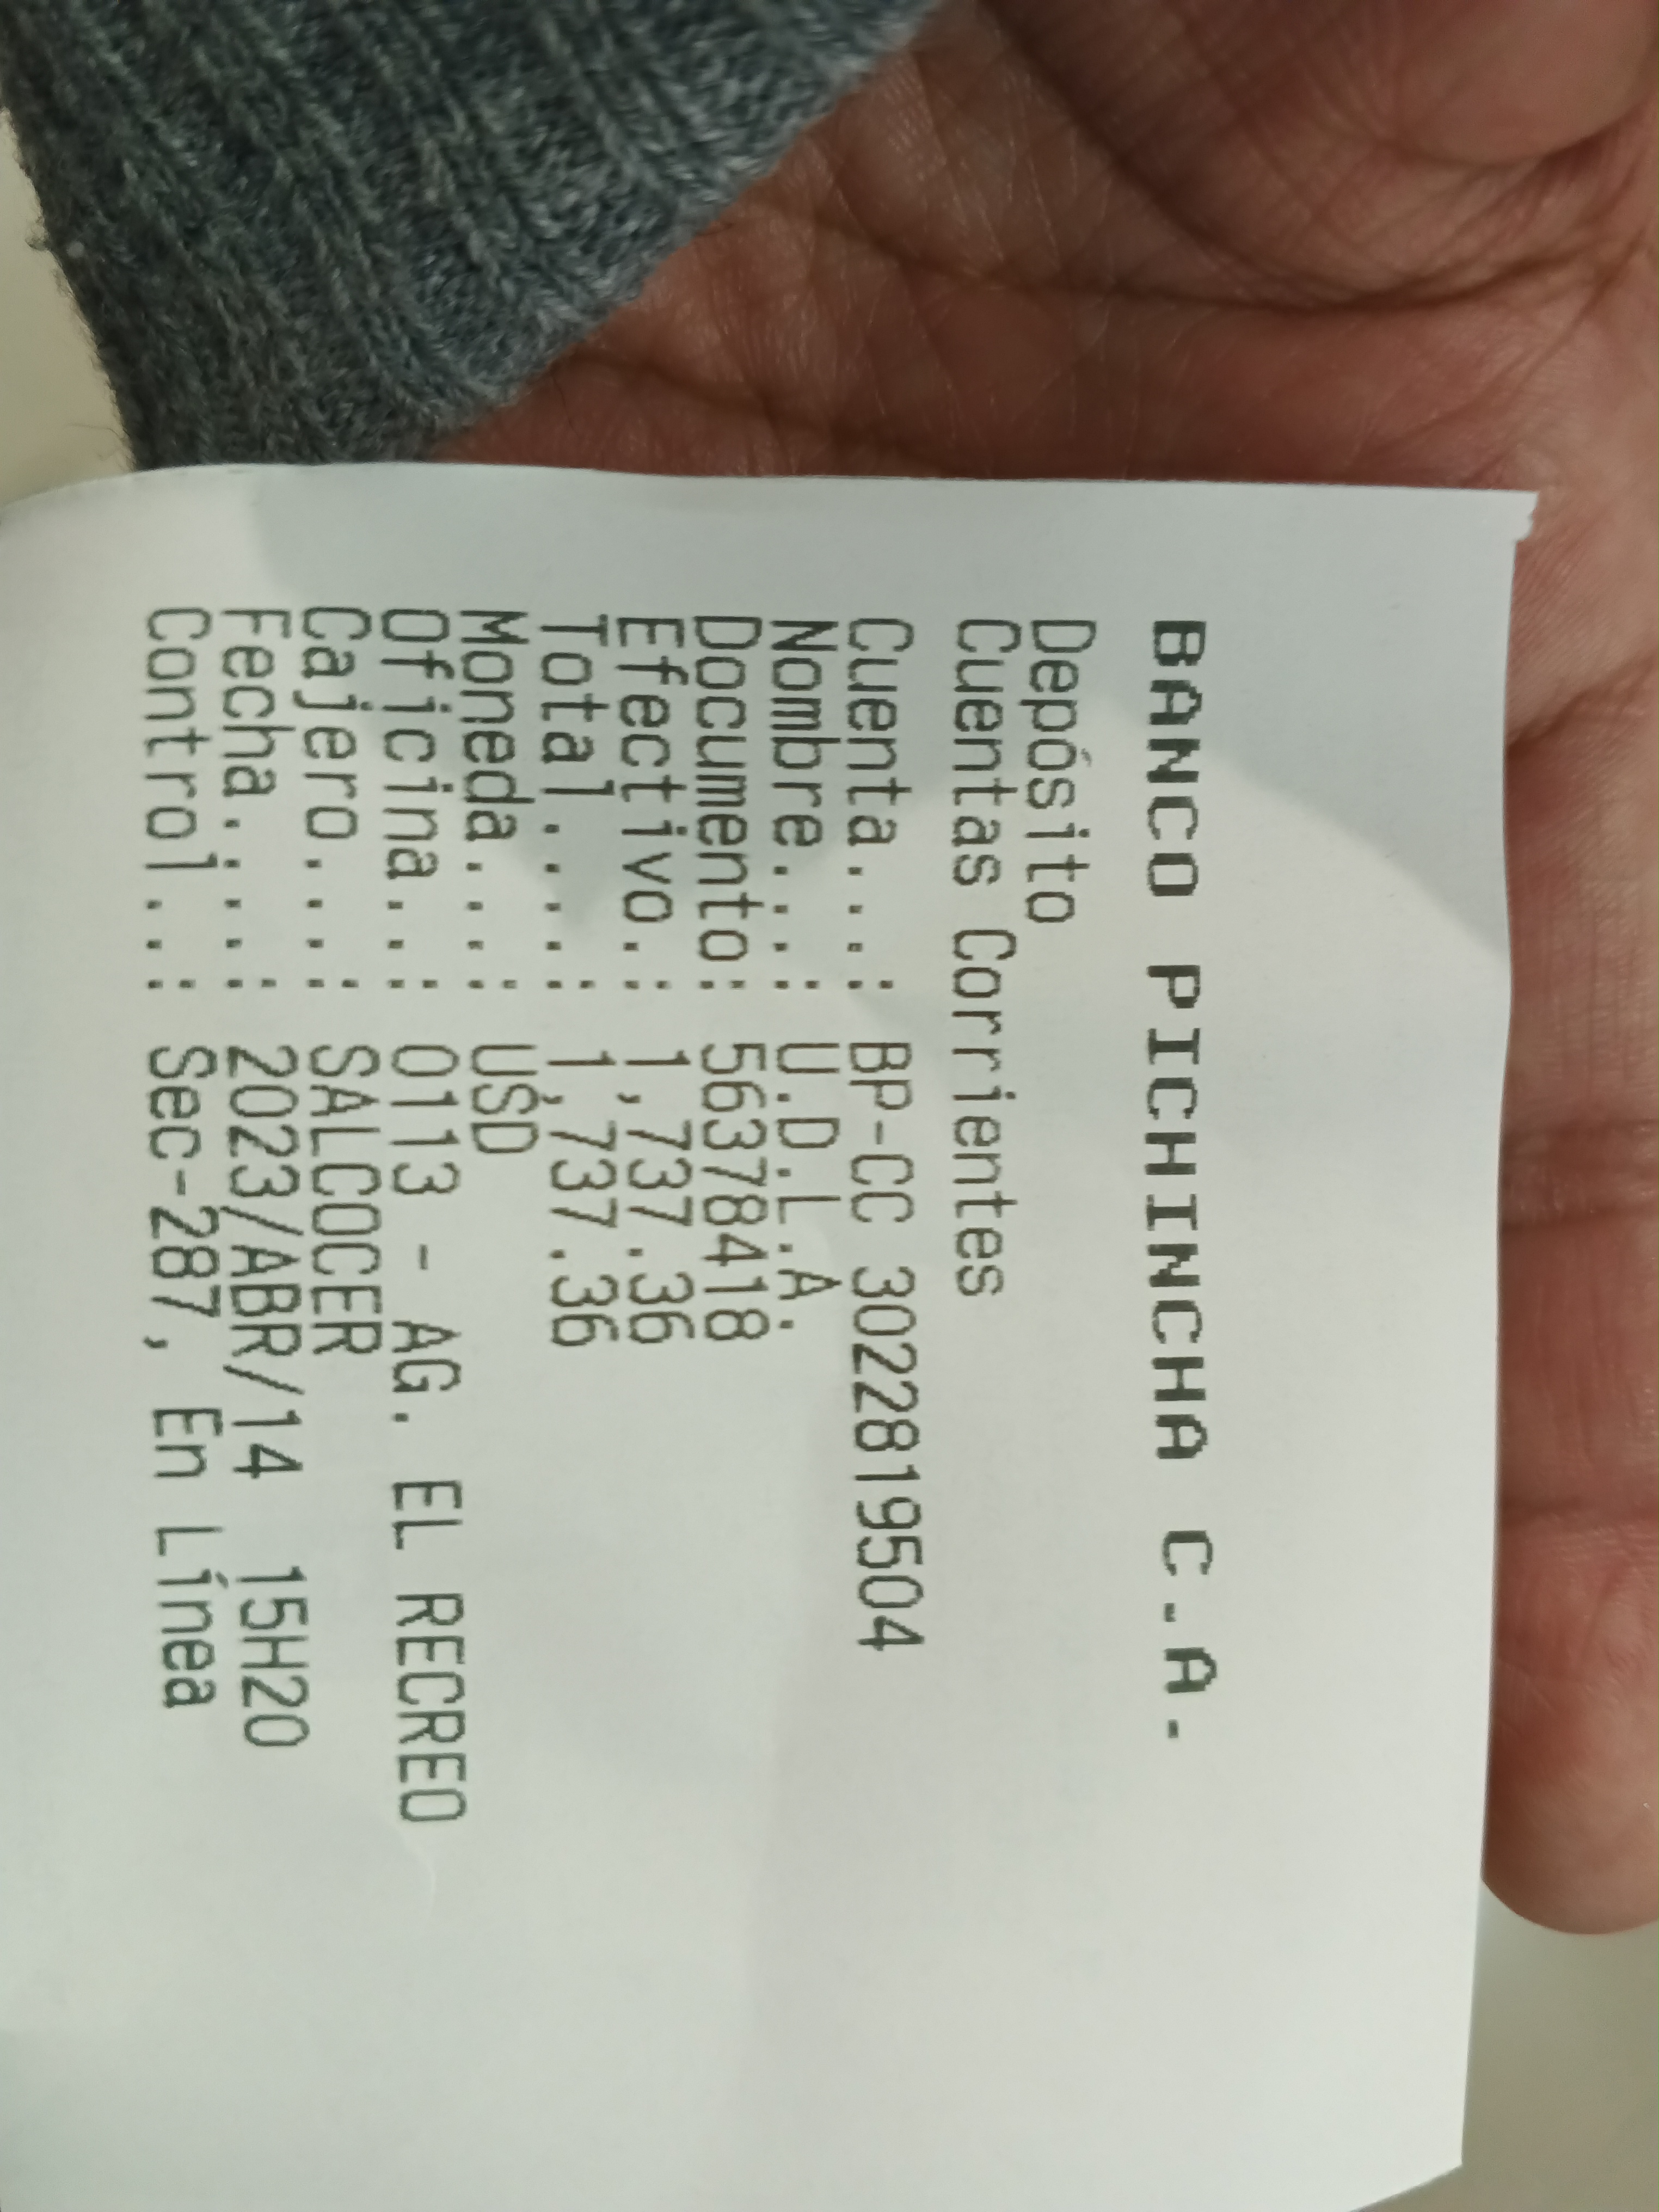 BANCO PICHINCHA C.A.
Depósito
Cuentas Corrientes
Cuenta...: BP-CC 3022819504
Nombre...: U.D.L.A.
Documento: 563784118
Efectivo.: 1,737.36
Total....: 1,737.36
Moneda...: USD
Oficina..: 0113 - AG. EL RECREO
Cajero...: SALCOCER
Fecha....: 2023/ABR/14 15H20
Control..: Sec-287, En Línea